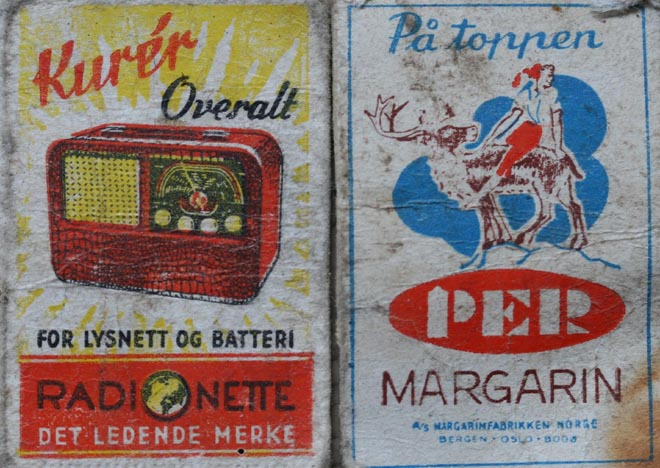 Kurér
Overalt
FOR LYSNETT OG BATTERI
RADIONETTE
DET LEDENDE MERKE
På toppen
PER
MARGARIN
A/S MARGARINFABRIKKEN NORGE
BERGEN - OSLO - BODØ